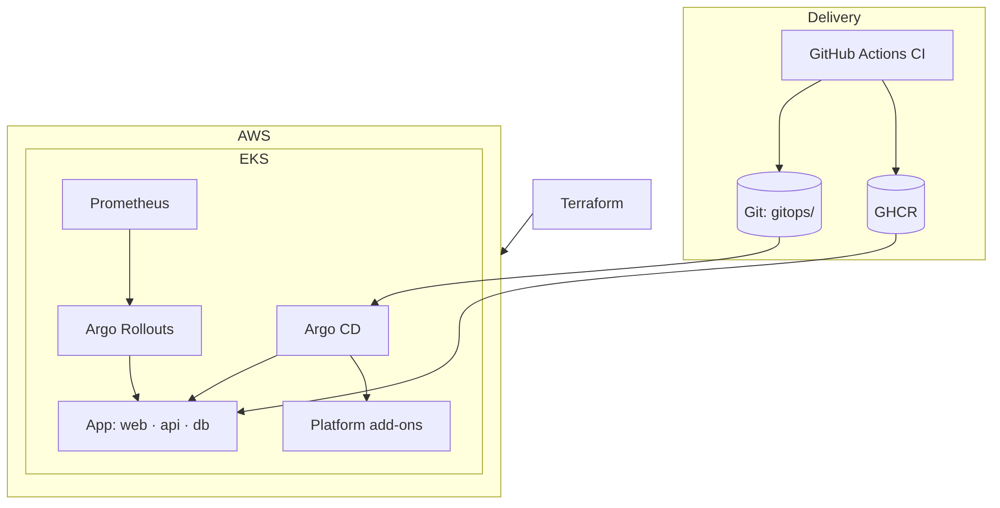 Delivery
GitHub Actions CI
AWS
EKS
Prometheus
Terraform
Git: gitops/
GHCR
Argo Rollouts
Argo CD
App: web · api · db
Platform add-ons